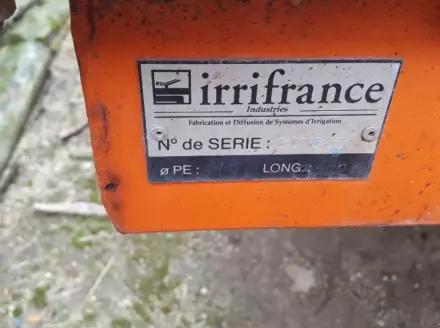 irrifrance
Industries
Fabrication et Diffusion de Systèmes d'Irrigation
N° de SERIE :
ø PE : LONG.